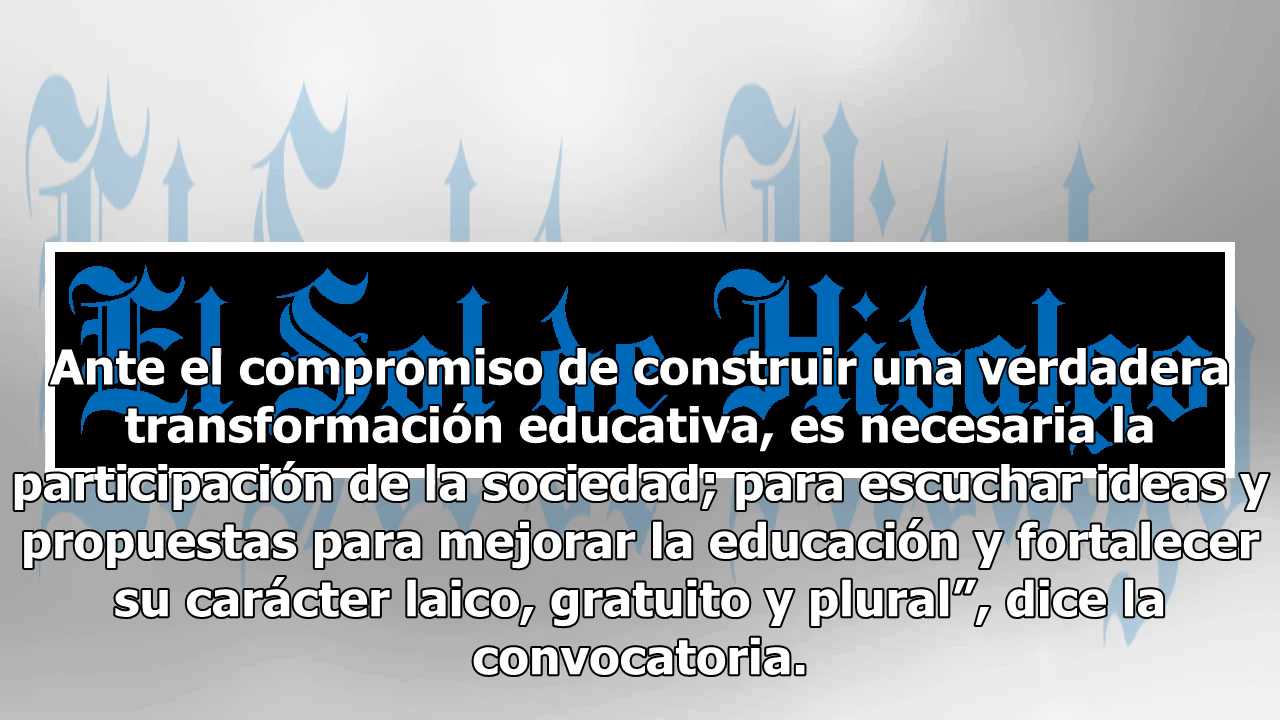 El Sol de Hidalgo
Ante el compromiso de construir una verdadera
transformación educativa, es necesaria la
participación de la sociedad; para escuchar ideas y
propuestas para mejorar la educación y fortalecer
su carácter laico, gratuito y plural”, dice la
convocatoria.